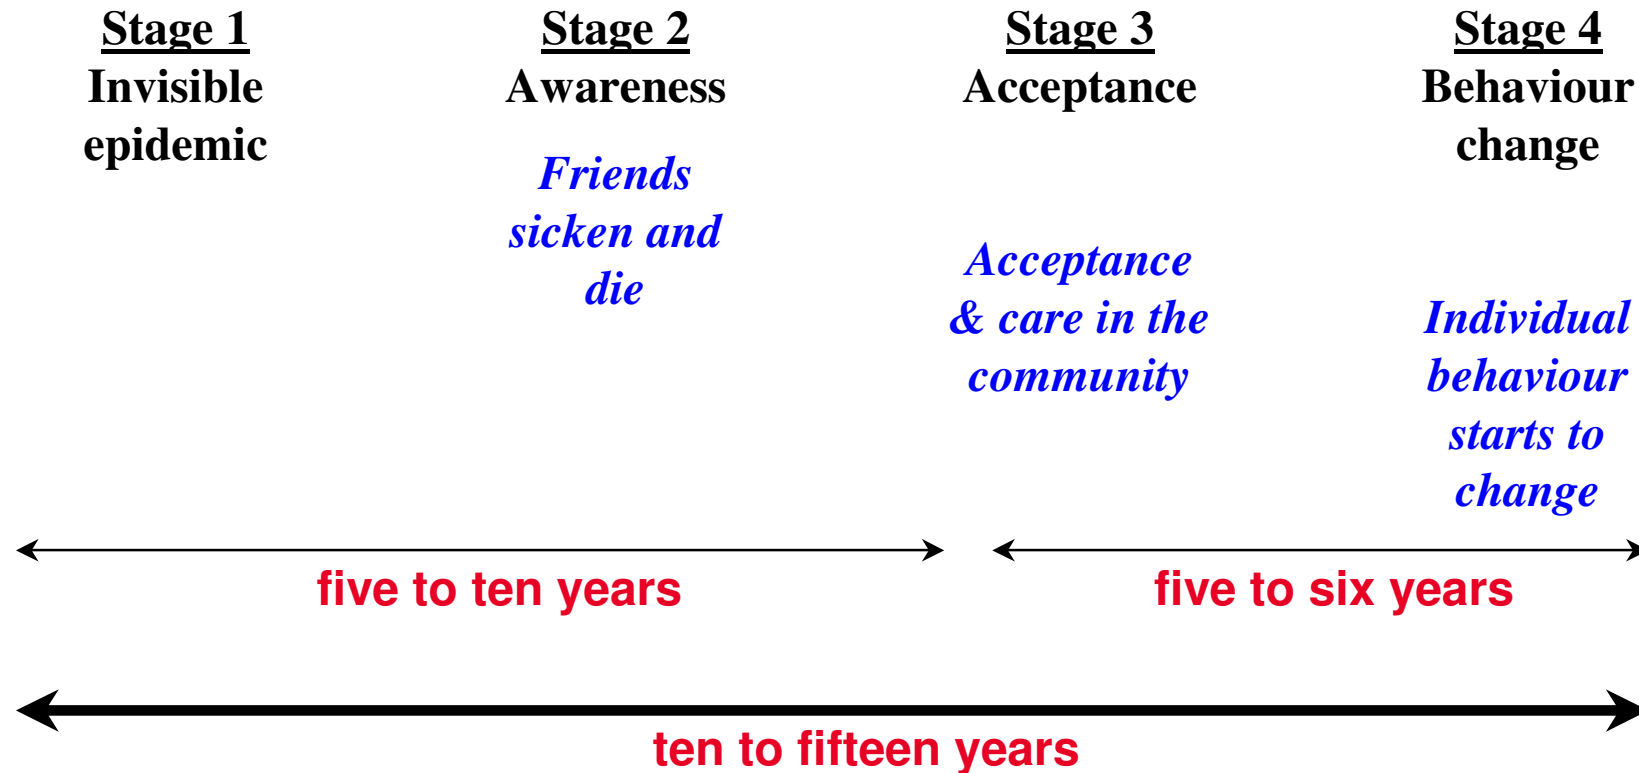 Stage 1
Invisible
epidemic
Stage 2
Awareness
Friends
sicken and
die
Stage 3
Acceptance
Acceptance
& care in the
community
Stage 4
Behaviour
change
Individual
behaviour
starts to
change
five to ten years
five to six years
ten to fifteen years